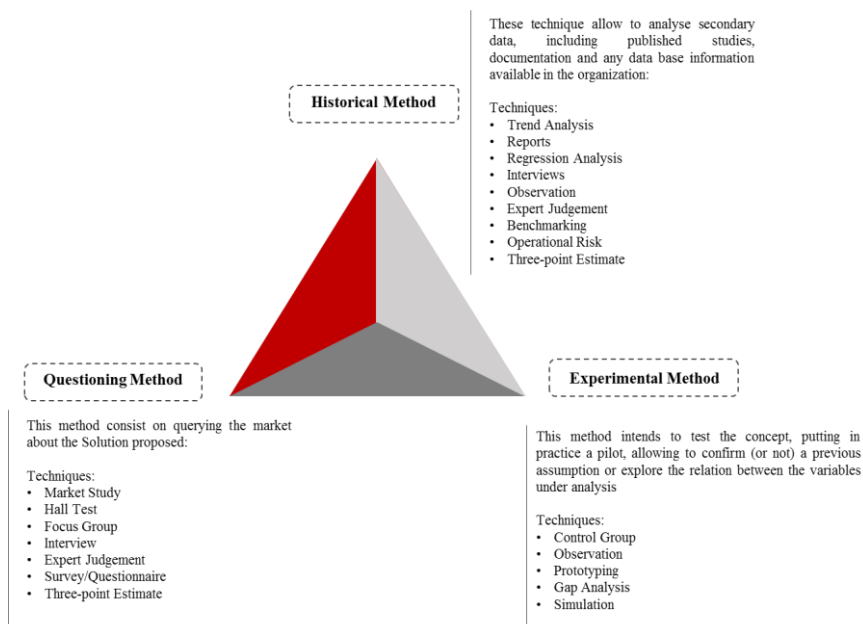 Historical Method
These technique allow to analyse secondary
data, including published studies,
documentation and any data base information
available in the organization:
Techniques:
• Trend Analysis
• Reports
• Regression Analysis
• Interviews
• Observation
• Expert Judgement
• Benchmarking
• Operational Risk
• Three-point Estimate
Questioning Method
This method consist on querying the market
about the Solution proposed:
Techniques:
• Market Study
• Hall Test
• Focus Group
• Interview
• Expert Judgement
• Survey/Questionnaire
• Three-point Estimate
Experimental Method
This method intends to test the concept, putting in
practice a pilot, allowing to confirm (or not) a previous
assumption or explore the relation between the variables
under analysis
Techniques:
• Control Group
• Observation
• Prototyping
• Gap Analysis
• Simulation